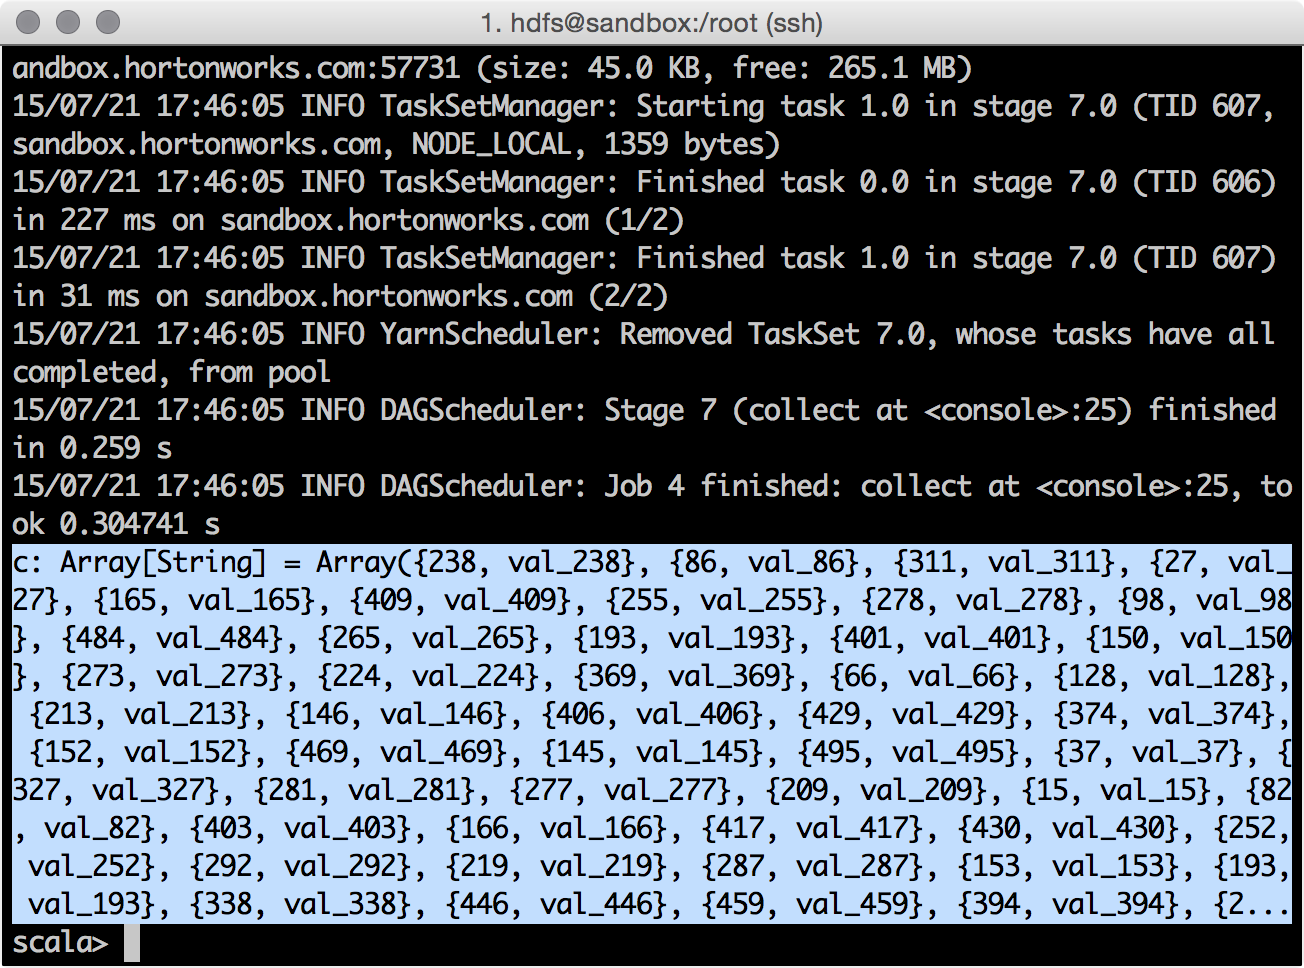 1. hdfs@sandbox:/root (ssh)
andbox.hortonworks.com:57731 (size: 45.0 KB, free: 265.1 MB)
15/07/21 17:46:05 INFO TaskSetManager: Starting task 1.0 in stage 7.0 (TID 607,
sandbox.hortonworks.com, NODE_LOCAL, 1359 bytes)
15/07/21 17:46:05 INFO TaskSetManager: Finished task 0.0 in stage 7.0 (TID 606)
in 227 ms on sandbox.hortonworks.com (1/2)
15/07/21 17:46:05 INFO TaskSetManager: Finished task 1.0 in stage 7.0 (TID 607)
in 31 ms on sandbox.hortonworks.com (2/2)
15/07/21 17:46:05 INFO YarnScheduler: Removed TaskSet 7.0, whose tasks have all
completed, from pool
15/07/21 17:46:05 INFO DAGScheduler: Stage 7 (collect at <console>:25) finished
in 0.259 s
15/07/21 17:46:05 INFO DAGScheduler: Job 4 finished: collect at <console>:25, to
ok 0.304741 s
c: Array[String] = Array({238, val_238}, {86, val_86}, {311, val_311}, {27, val_
27}, {165, val_165}, {409, val_409}, {255, val_255}, {278, val_278}, {98, val_98
}, {484, val_484}, {265, val_265}, {193, val_193}, {401, val_401}, {150, val_150
}, {273, val_273}, {224, val_224}, {369, val_369}, {66, val_66}, {128, val_128},
{213, val_213}, {146, val_146}, {406, val_406}, {429, val_429}, {374, val_374},
{152, val_152}, {469, val_469}, {145, val_145}, {495, val_495}, {37, val_37}, {
327, val_327}, {281, val_281}, {277, val_277}, {209, val_209}, {15, val_15}, {82
, val_82}, {403, val_403}, {166, val_166}, {417, val_417}, {430, val_430}, {252,
val_252}, {292, val_292}, {219, val_219}, {287, val_287}, {153, val_153}, {193,
val_193}, {338, val_338}, {446, val_446}, {459, val_459}, {394, val_394}, {2...
scala>